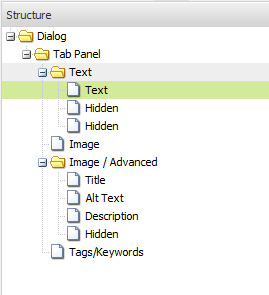 Structure
Dialog
Tab Panel
Text
Text
Hidden
Hidden
Image
Image / Advanced
Title
Alt Text
Description
Hidden
Tags/Keywords